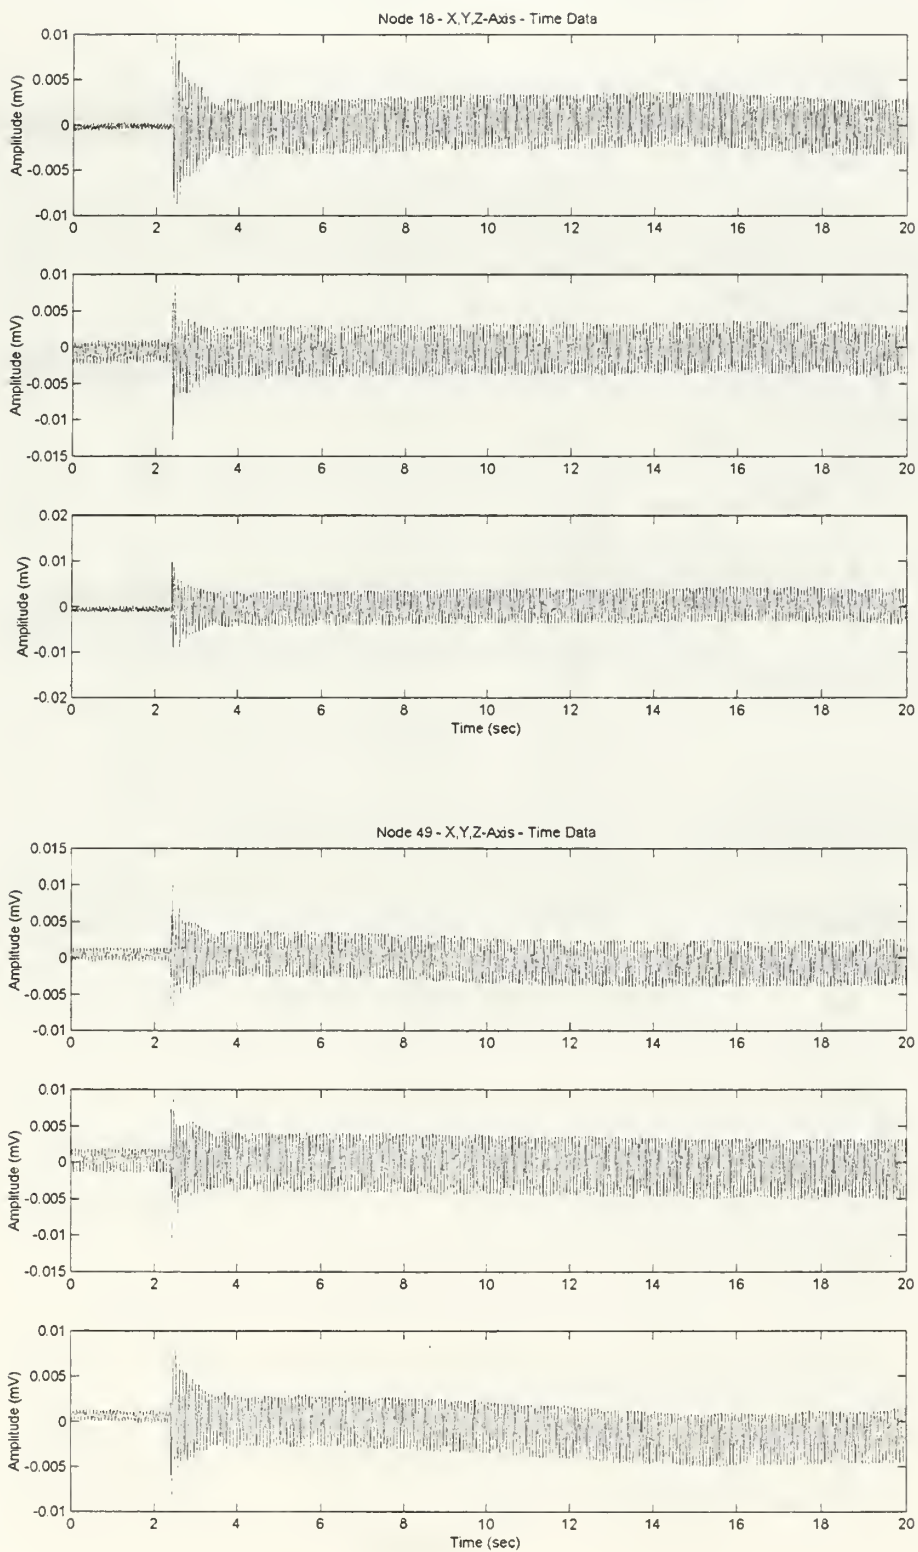 Node 18 - X,Y,Z-Axis - Time Data
Amplitude (mV)
0.01
0.005
0
-0.005
-0.01
0 2 4 6 8 10 12 14 16 18 20
Amplitude (mV)
0.01
0.005
0
-0.005
-0.01
-0.015
0 2 4 6 8 10 12 14 16 18 20
Amplitude (mV)
0.02
0.01
0
-0.01
-0.02
0 2 4 6 8 10 12 14 16 18 20
Time (sec)
Node 49 - X,Y,Z-Axis - Time Data
Amplitude (mV)
0.015
0.01
0.005
0
-0.005
-0.01
0 2 4 6 8 10 12 14 16 18 20
Amplitude (mV)
0.01
0.005
0
-0.005
-0.01
-0.015
0 2 4 6 8 10 12 14 16 18 20
Amplitude (mV)
0.01
0.005
0
-0.005
-0.01
0 2 4 6 8 10 12 14 16 18 20
Time (sec)